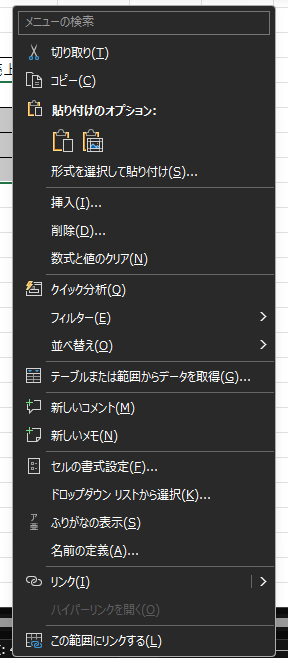 メニューの検索
切り取り(T)
コピー(C)
貼り付けのオプション:
形式を選択して貼り付け(S)...
挿入(I)...
削除(D)...
数式と値のクリア(N)
クイック分析(Q)
フィルター(E)
並べ替え(O)
テーブルまたは範囲からデータを取得(G)...
新しいコメント(M)
新しいメモ(N)
セルの書式設定(F)...
ドロップダウン リストから選択(K)...
ふりがなの表示(S)
名前の定義(A)...
リンク(I)
ハイパーリンクを開く(O)
この範囲にリンクする(L)